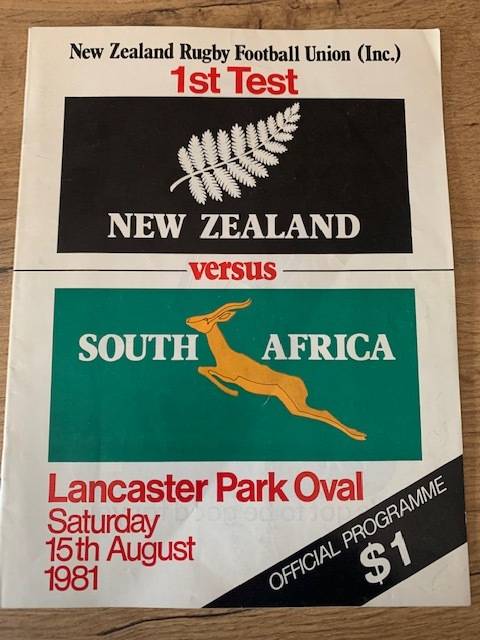 New Zealand Rugby Football Union (Inc.)
1st Test
NEW ZEALAND
versus
SOUTH AFRICA
Lancaster Park Oval
Saturday
15th August
1981
OFFICIAL PROGRAMME
$1